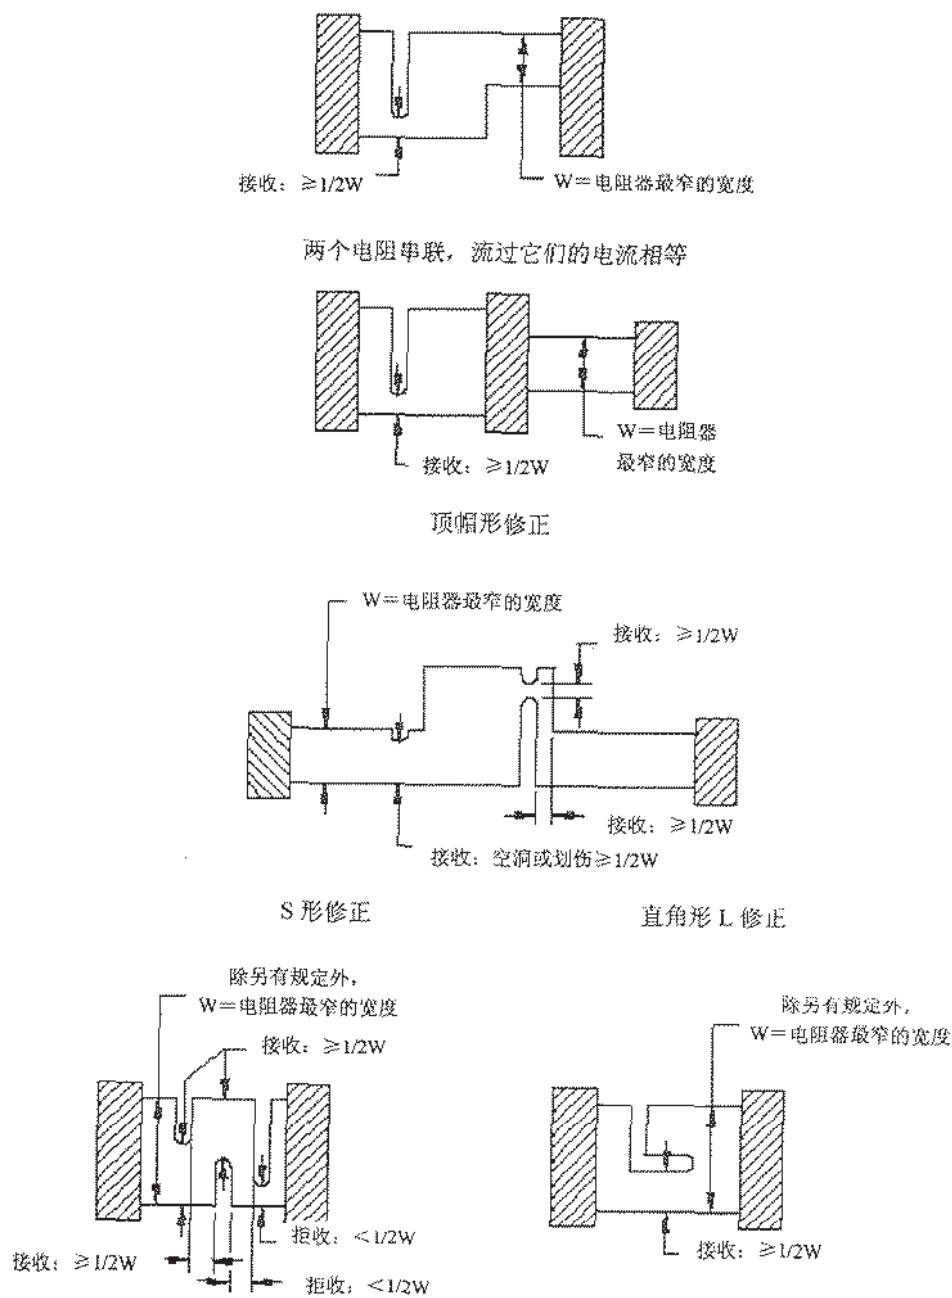 接收：≥1/2W
W＝电阻器最窄的宽度
两个电阻串联，流过它们的电流相等
W＝电阻器
最窄的宽度
接收：≥1/2W
顶帽形修正
W＝电阻器最窄的宽度
接收：≥1/2W
接收：≥1/2W
接收：空洞或划伤≥1/2W
S 形修正
直角形 L 修正
除另有规定外，
W＝电阻器最窄的宽度
接收：≥1/2W
拒收：＜1/2W
接收：≥1/2W
拒收：＜1/2W
除另有规定外，
W＝电阻器最窄的宽度
接收：≥1/2W